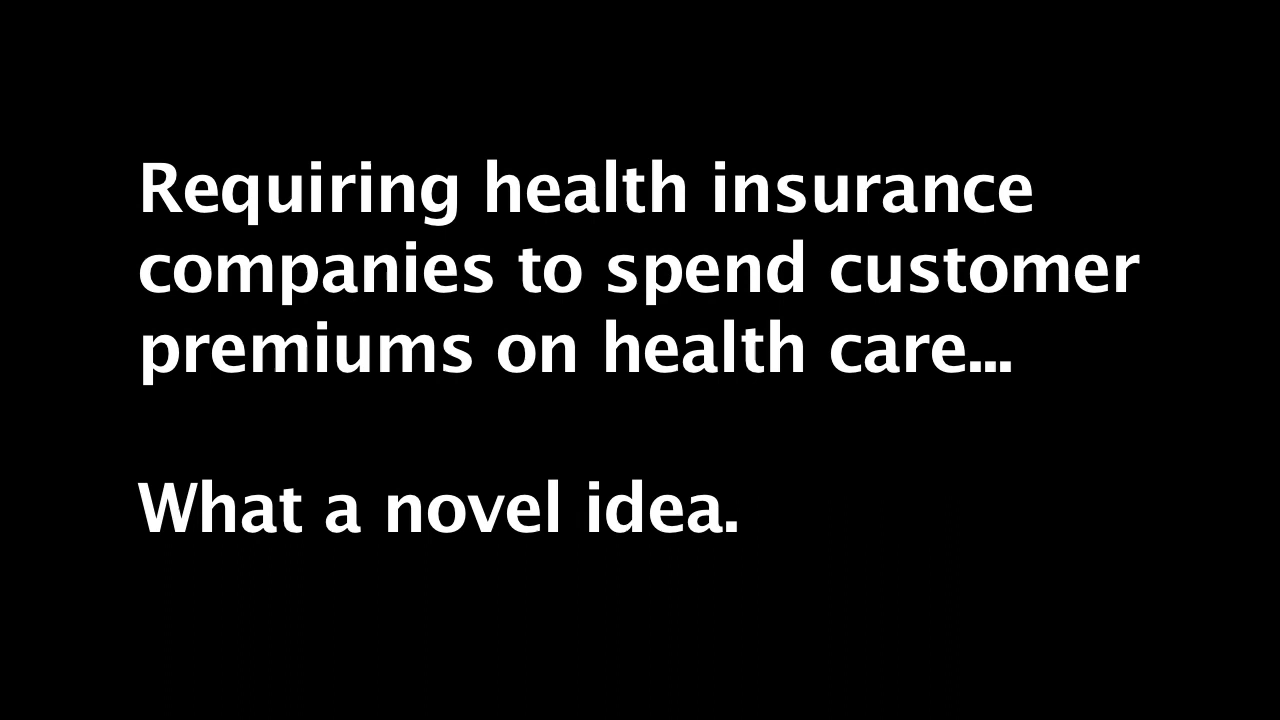 Requiring health insurance
companies to spend customer
premiums on health care...
What a novel idea.